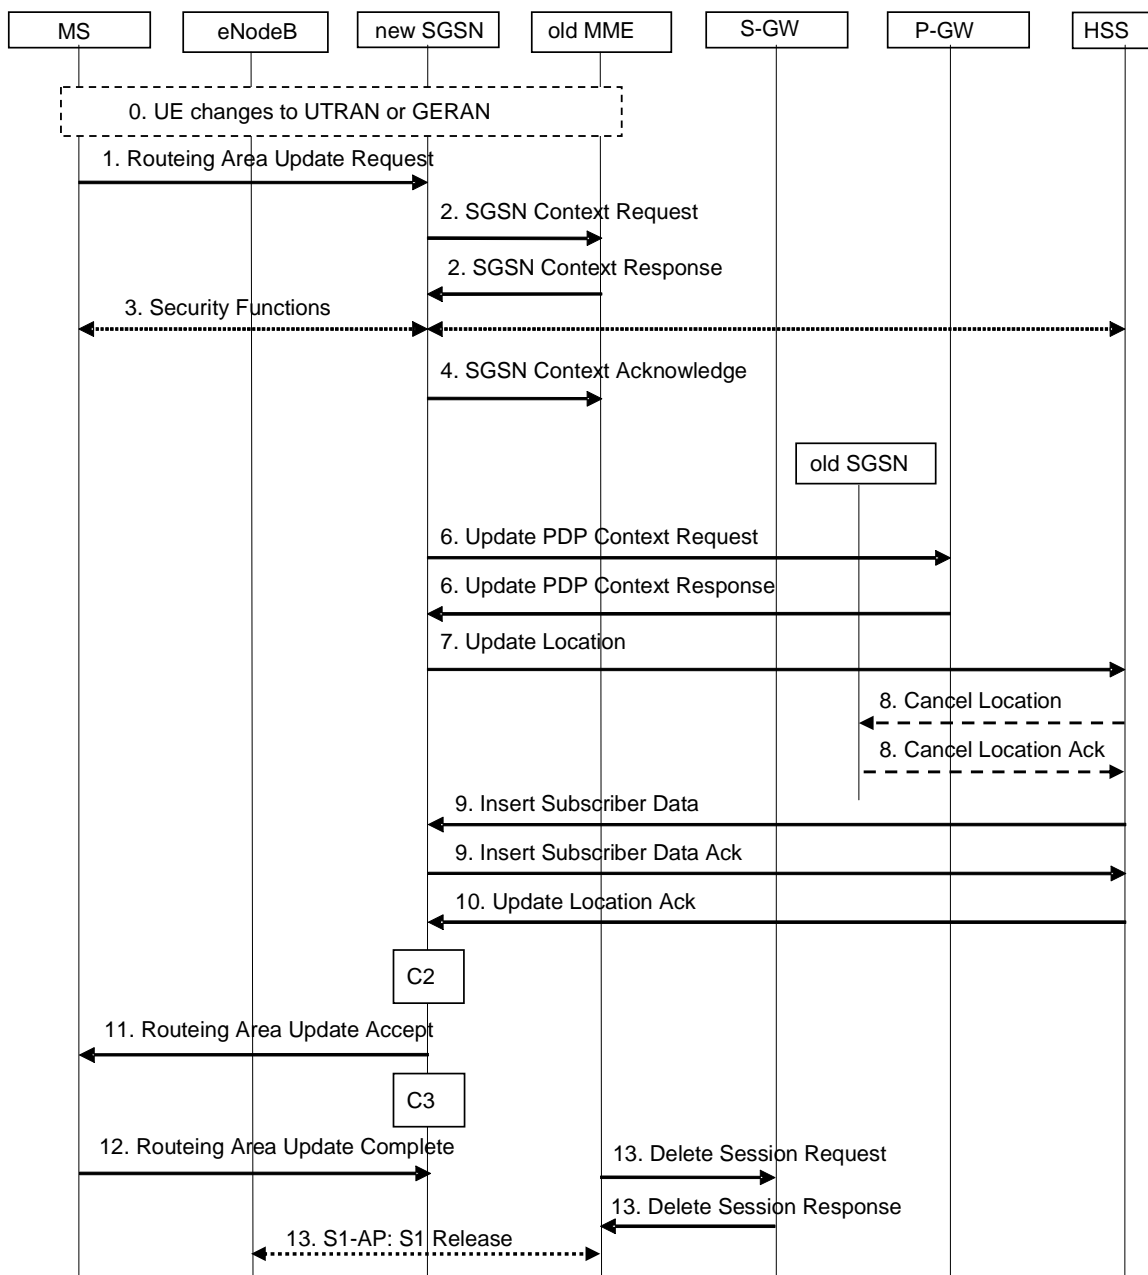 MS
eNodeB
new SGSN
old MME
S-GW
P-GW
HSS
0. UE changes to UTRAN or GERAN
1. Routeing Area Update Request
2. SGSN Context Request
2. SGSN Context Response
3. Security Functions
4. SGSN Context Acknowledge
old SGSN
6. Update PDP Context Request
6. Update PDP Context Response
7. Update Location
8. Cancel Location
8. Cancel Location Ack
9. Insert Subscriber Data
9. Insert Subscriber Data Ack
10. Update Location Ack
C2
11. Routeing Area Update Accept
C3
12. Routeing Area Update Complete
13. Delete Session Request
13. Delete Session Response
13. S1-AP: S1 Release